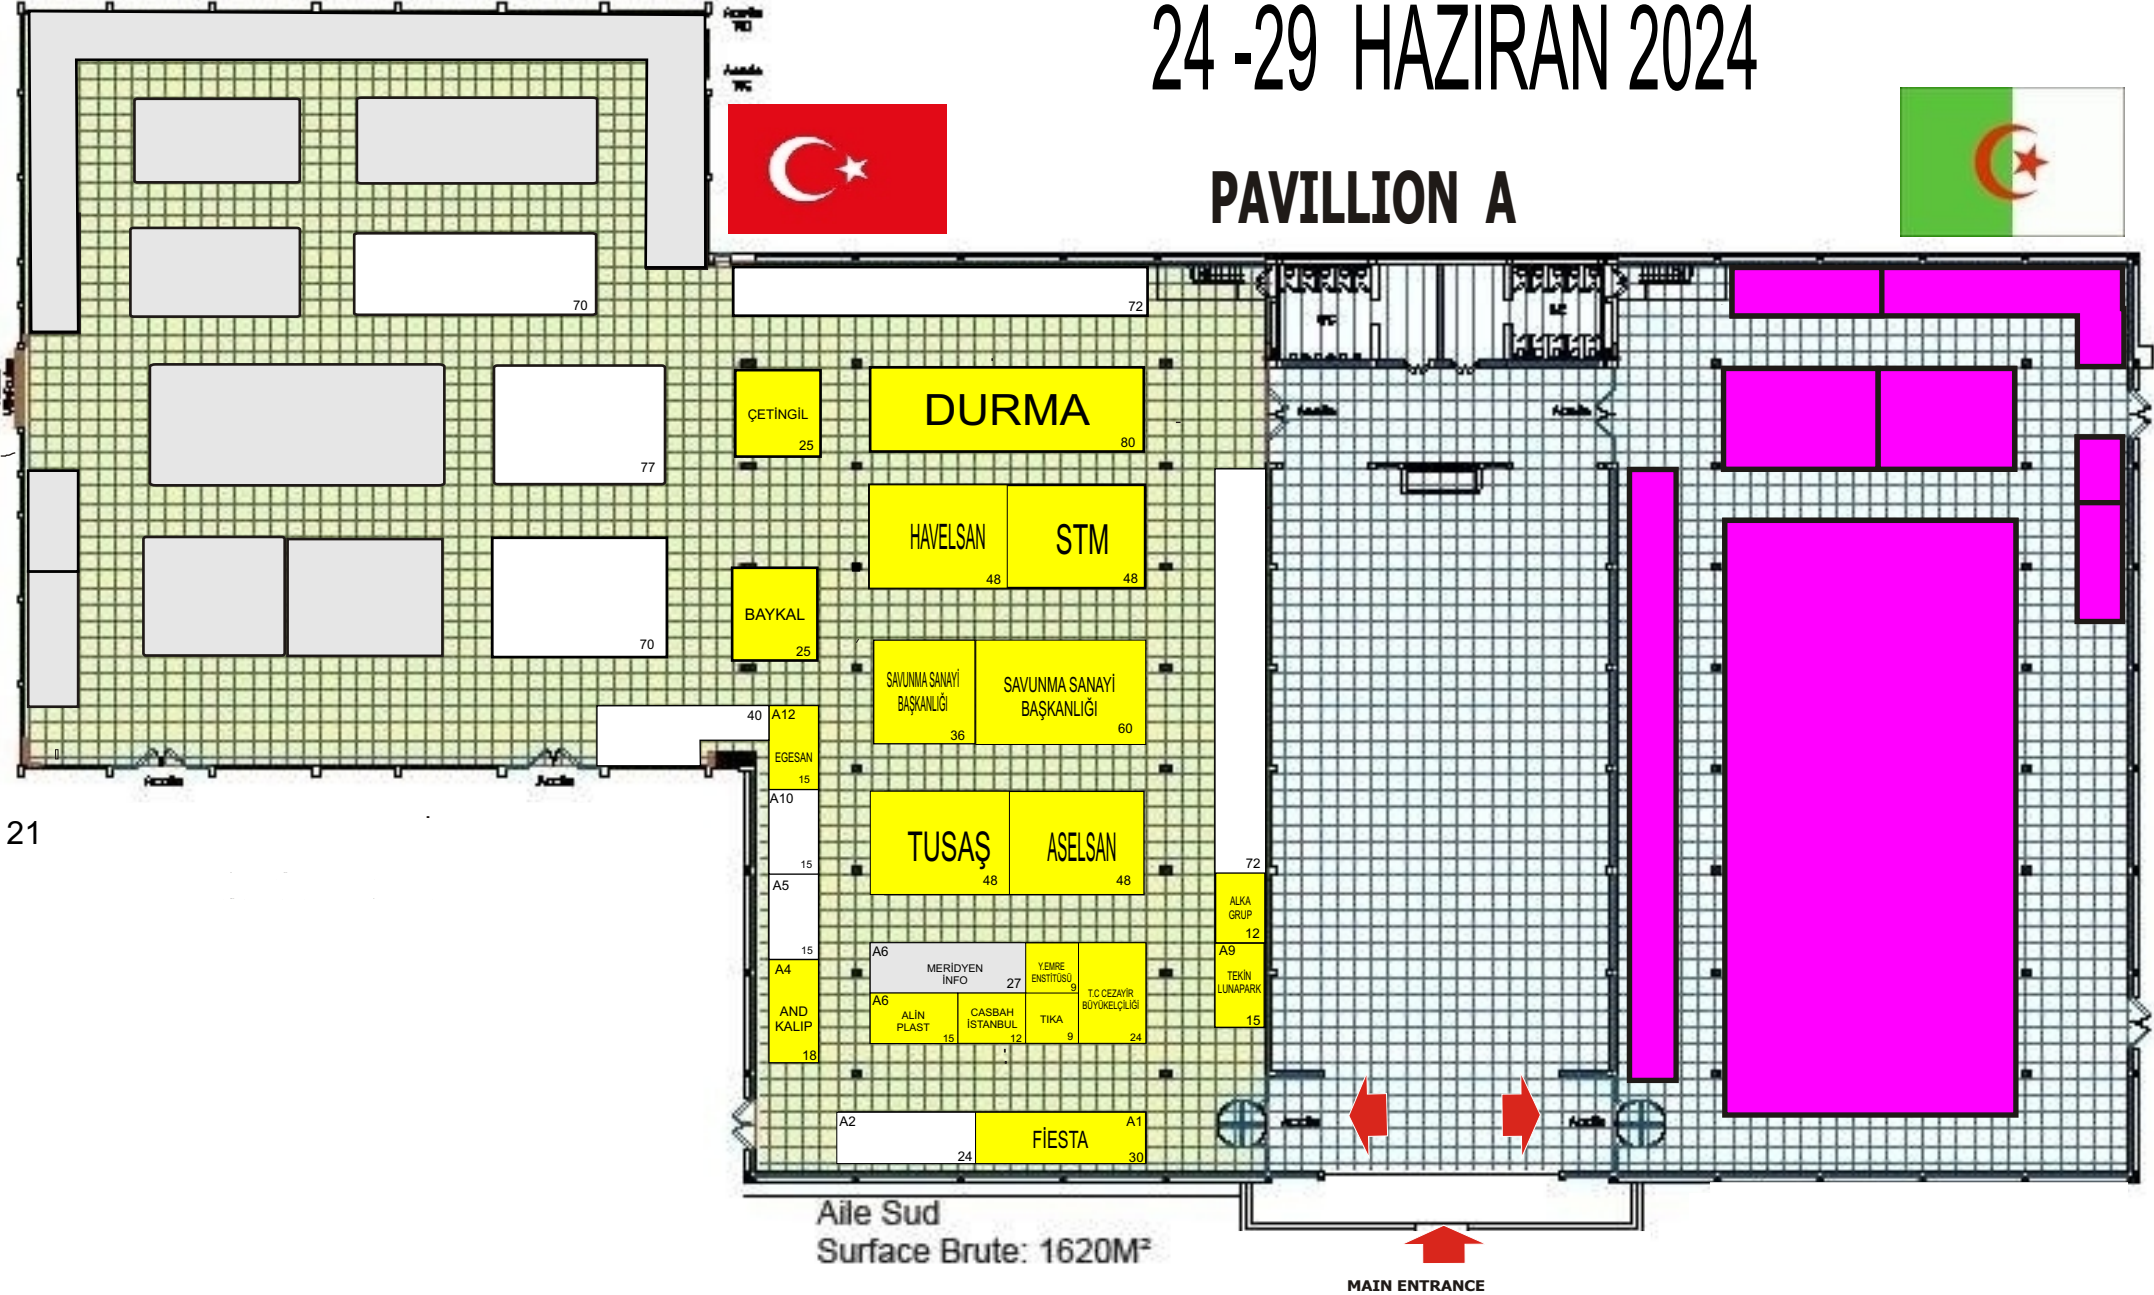 24 -29 HAZIRAN 2024
PAVILLION A
70
72
ÇETİNGİL
25
DURMA
80
77
HAVELSAN
48
STM
48
70
BAYKAL
25
SAVUNMA SANAYİ
BAŞKANLIĞI
36
SAVUNMA SANAYİ
BAŞKANLIĞI
60
40
A12
EGESAN
15
A10
15
TUSAŞ
48
ASELSAN
48
21
72
A5
15
ALKA
GRUP
12
A6
MERİDYEN
İNFO
27
Y.EMRE
ENSTİTÜSÜ
9
T.C CEZAYİR
BÜYÜKELÇİLİĞİ
24
A9
TEKİN
LUNAPARK
15
A4
AND
KALIP
18
A6
ALİN
PLAST
15
CASBAH
İSTANBUL
12
TIKA
9
A2
24
A1
FİESTA
30
Aile Sud
Surface Brute: 1620M²
MAIN ENTRANCE